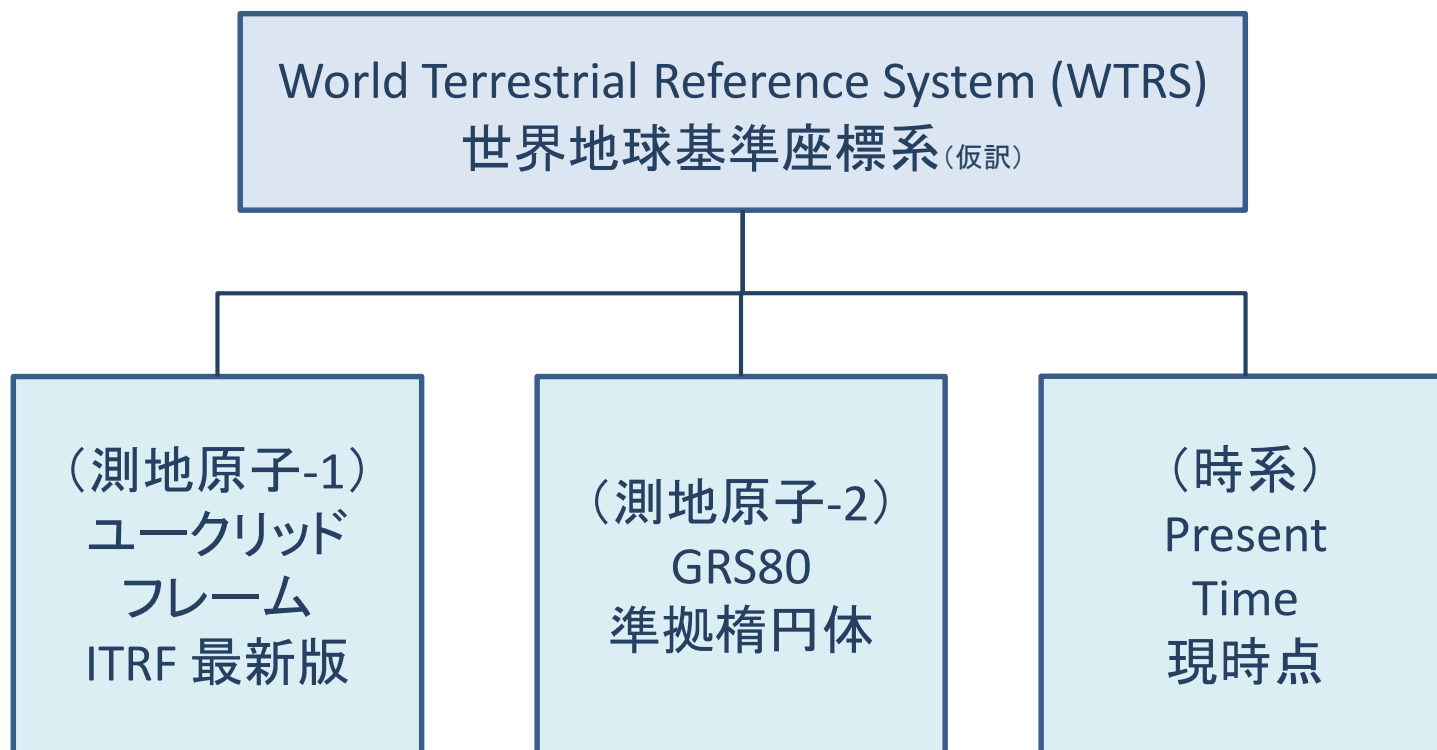 World Terrestrial Reference System (WTRS)
世界地球基準座標系(仮訳)
（測地原子-1）
ユークリッド
フレーム
ITRF 最新版
（測地原子-2）
GRS80
準拠楕円体
（時系）
Present
Time
現時点